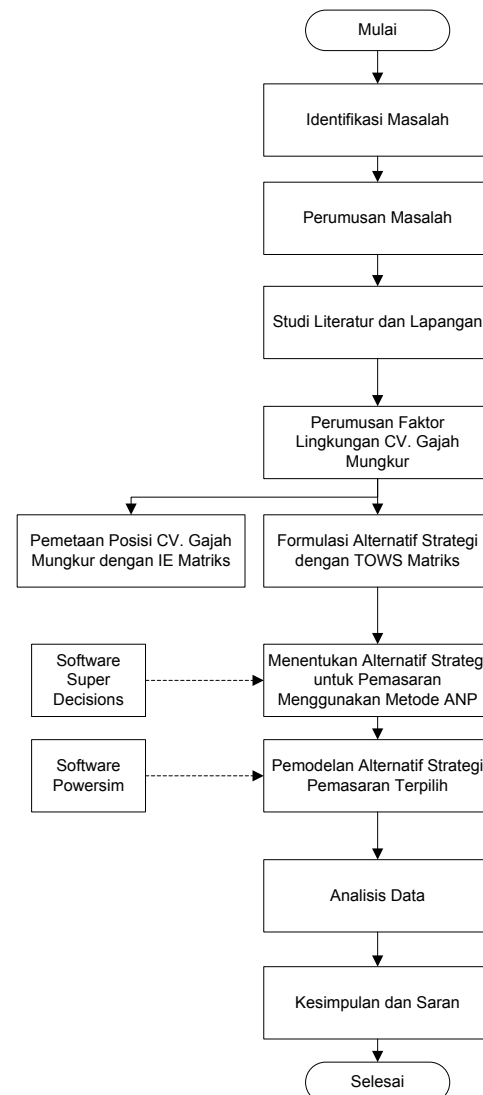 Mulai
Identifikasi Masalah
Perumusan Masalah
Studi Literatur dan Lapangan
Perumusan Faktor
Lingkungan CV. Gajah
Mungkur
Pemetaan Posisi CV. Gajah
Mungkur dengan IE Matriks
Formulasi Alternatif Strategi
dengan TOWS Matriks
Software
Super
Decisions
Menentukan Alternatif Strategi
untuk Pemasaran
Menggunakan Metode ANP
Software
Powersim
Pemodelan Alternatif Strategi
Pemasaran Terpilih
Analisis Data
Kesimpulan dan Saran
Selesai